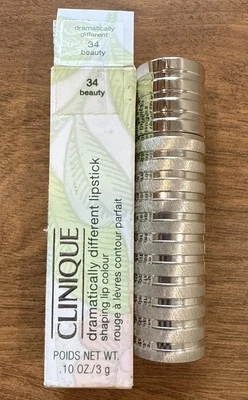 dramatically
different
34
beauty
34
beauty
CLINIQUE
dramatically different lipstick
shaping lip colour
rouge à lèvres contour parfait
POIDS NET WT.
.10 OZ./3 g